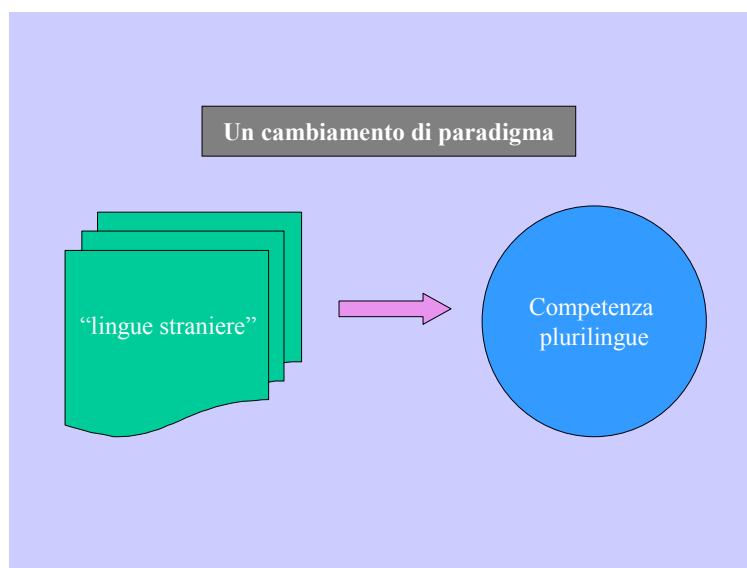 Un cambiamento di paradigma
“lingue straniere”
Competenza
plurilingue